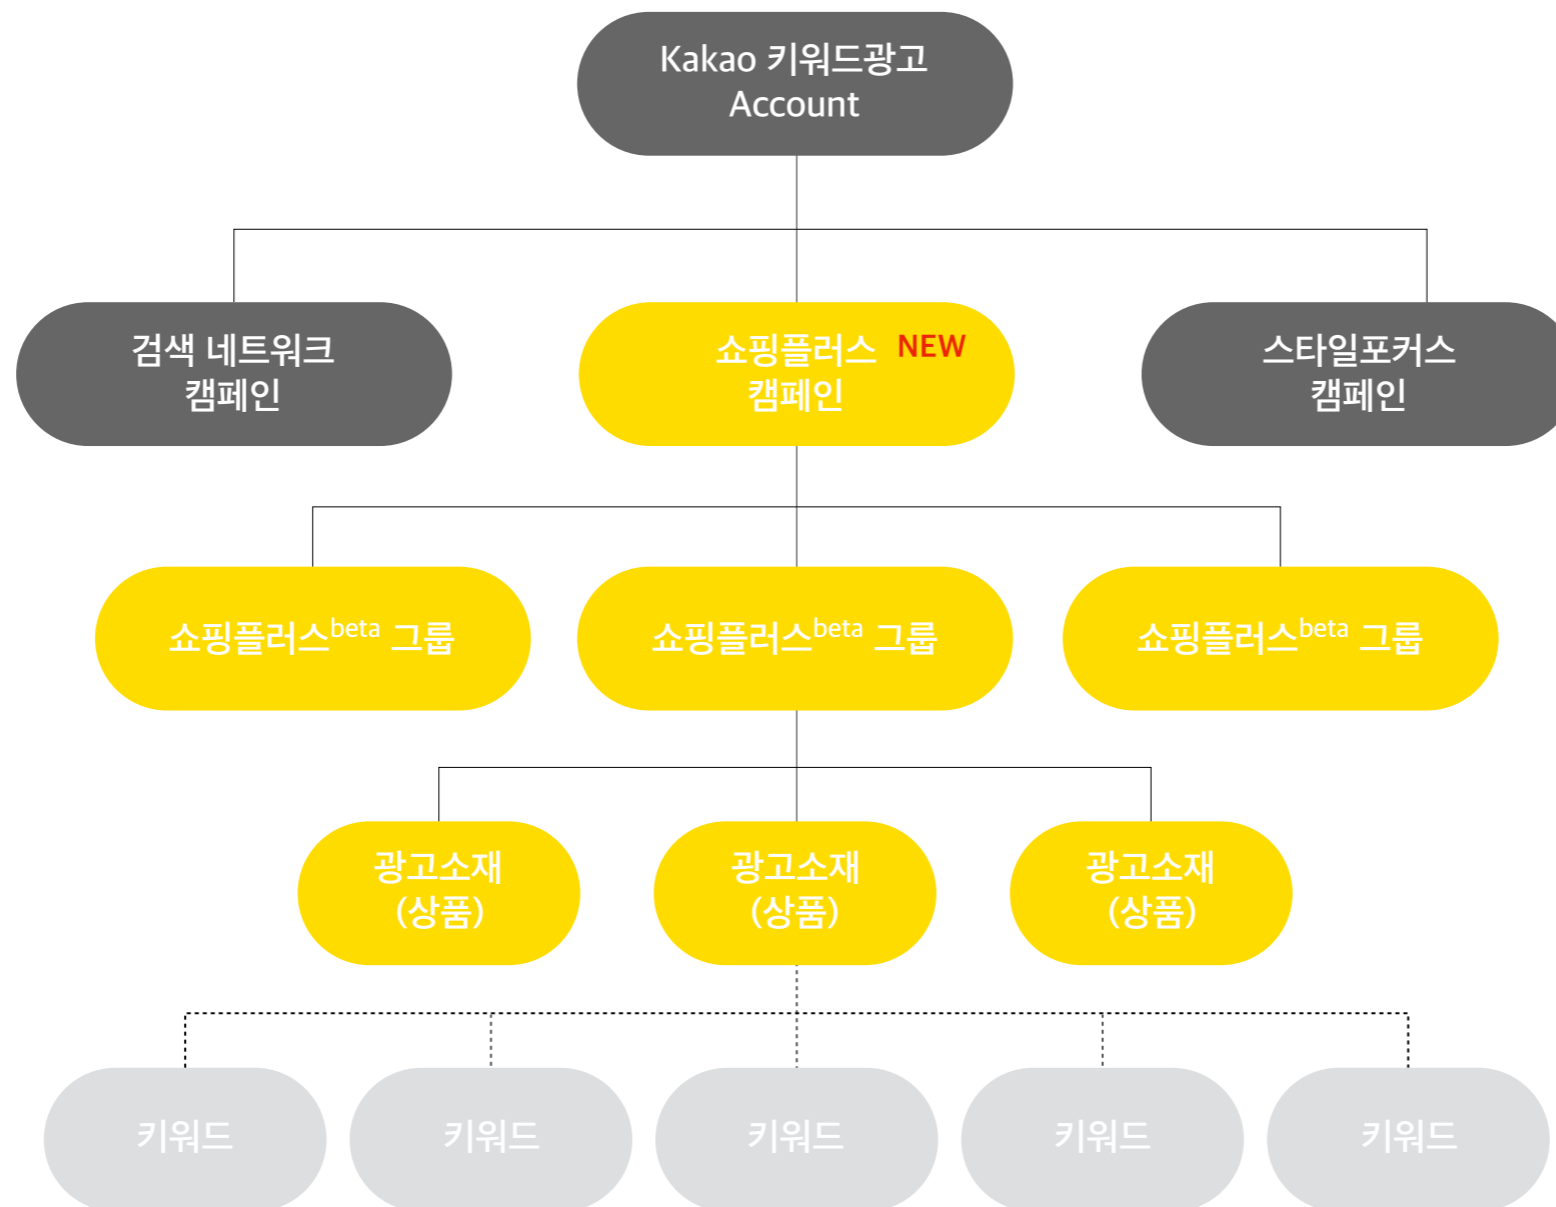 Kakao 키워드광고
Account
검색 네트워크
캠페인
쇼핑플러스 NEW
캠페인
스타일포커스
캠페인
쇼핑플러스beta 그룹
쇼핑플러스beta 그룹
쇼핑플러스beta 그룹
광고소재
(상품)
광고소재
(상품)
광고소재
(상품)
키워드
키워드
키워드
키워드
키워드